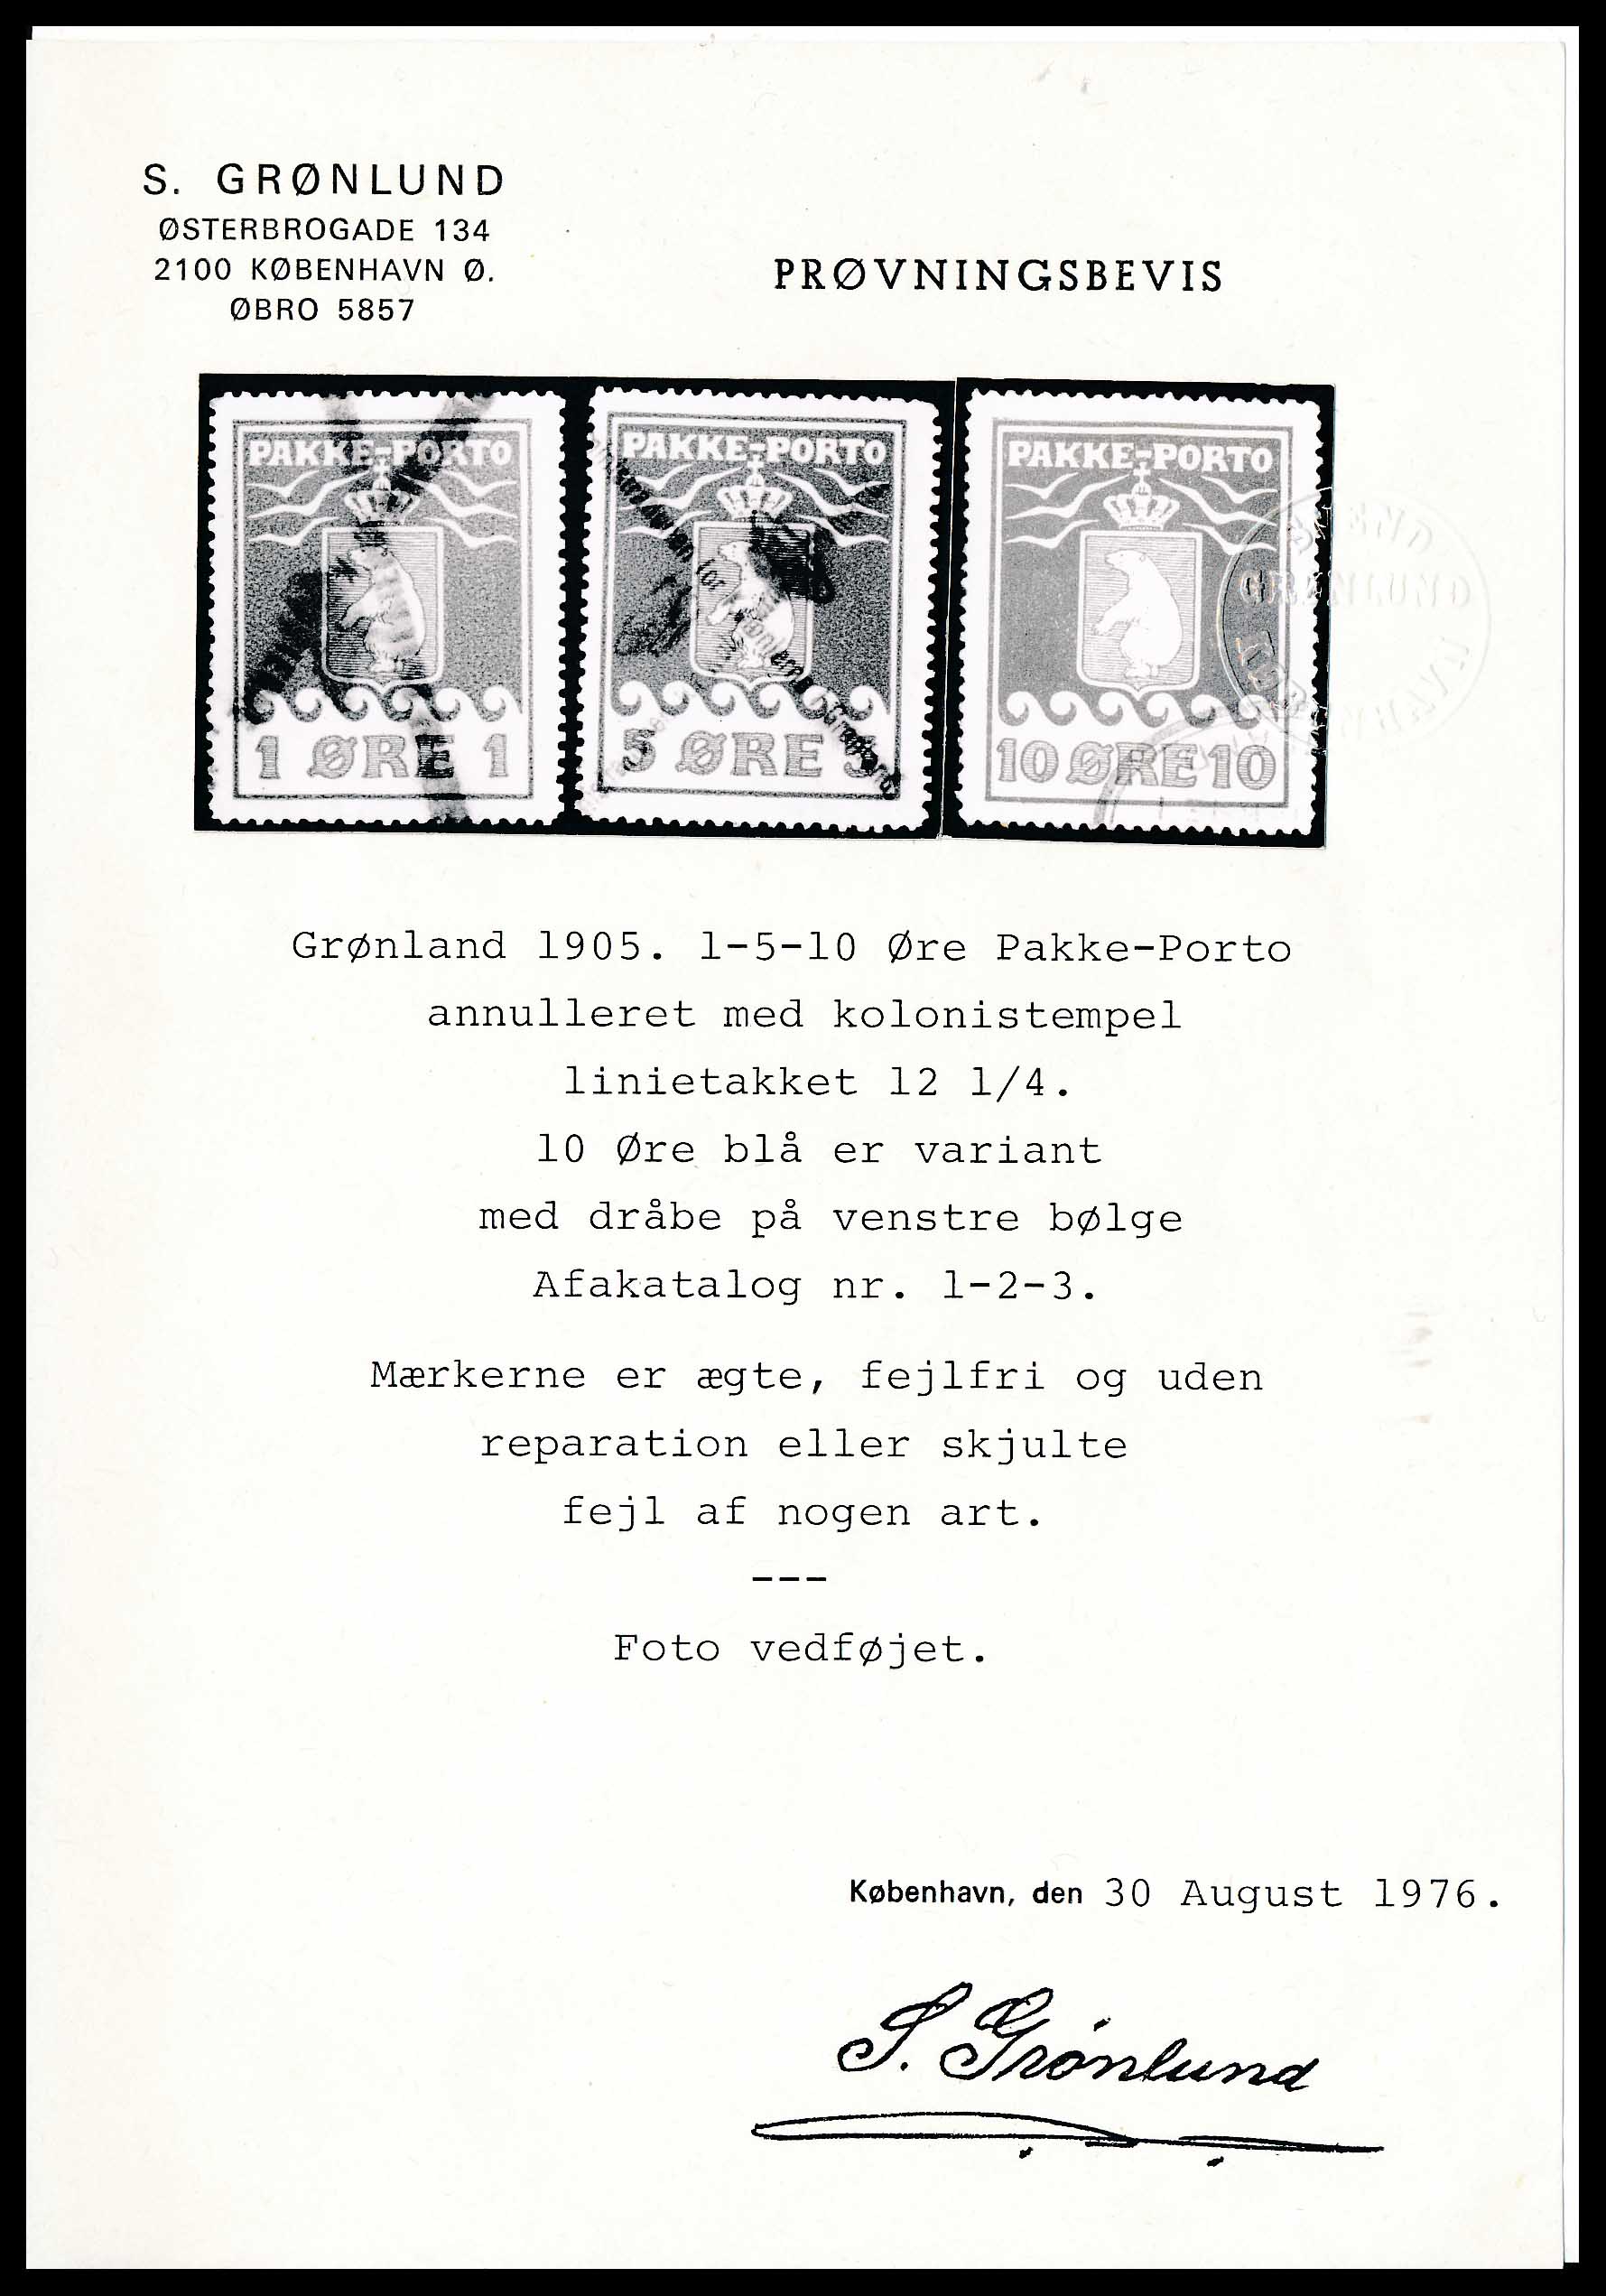 S. GRØNLUND
ØSTERBROGADE 134
2100 KØBENHAVN Ø.
ØBRO 5857
PRØVNINGSBEVIS
PAKKE-PORTO
1 ØRE 1
PAKKE-PORTO
5 ØRE 5
PAKKE-PORTO
10 ØRE 10
Grønland 1905. 1-5-10 Øre Pakke-Porto
annulleret med kolonistempel
linietakket 12 1/4.
10 Øre blå er variant
med dråbe på venstre bølge
Afakatalog nr. 1-2-3.
Mærkerne er ægte, fejlfri og uden
reparation eller skjulte
fejl af nogen art.
---
Foto vedføjet.
København, den 30 August 1976.
S. Grønlund